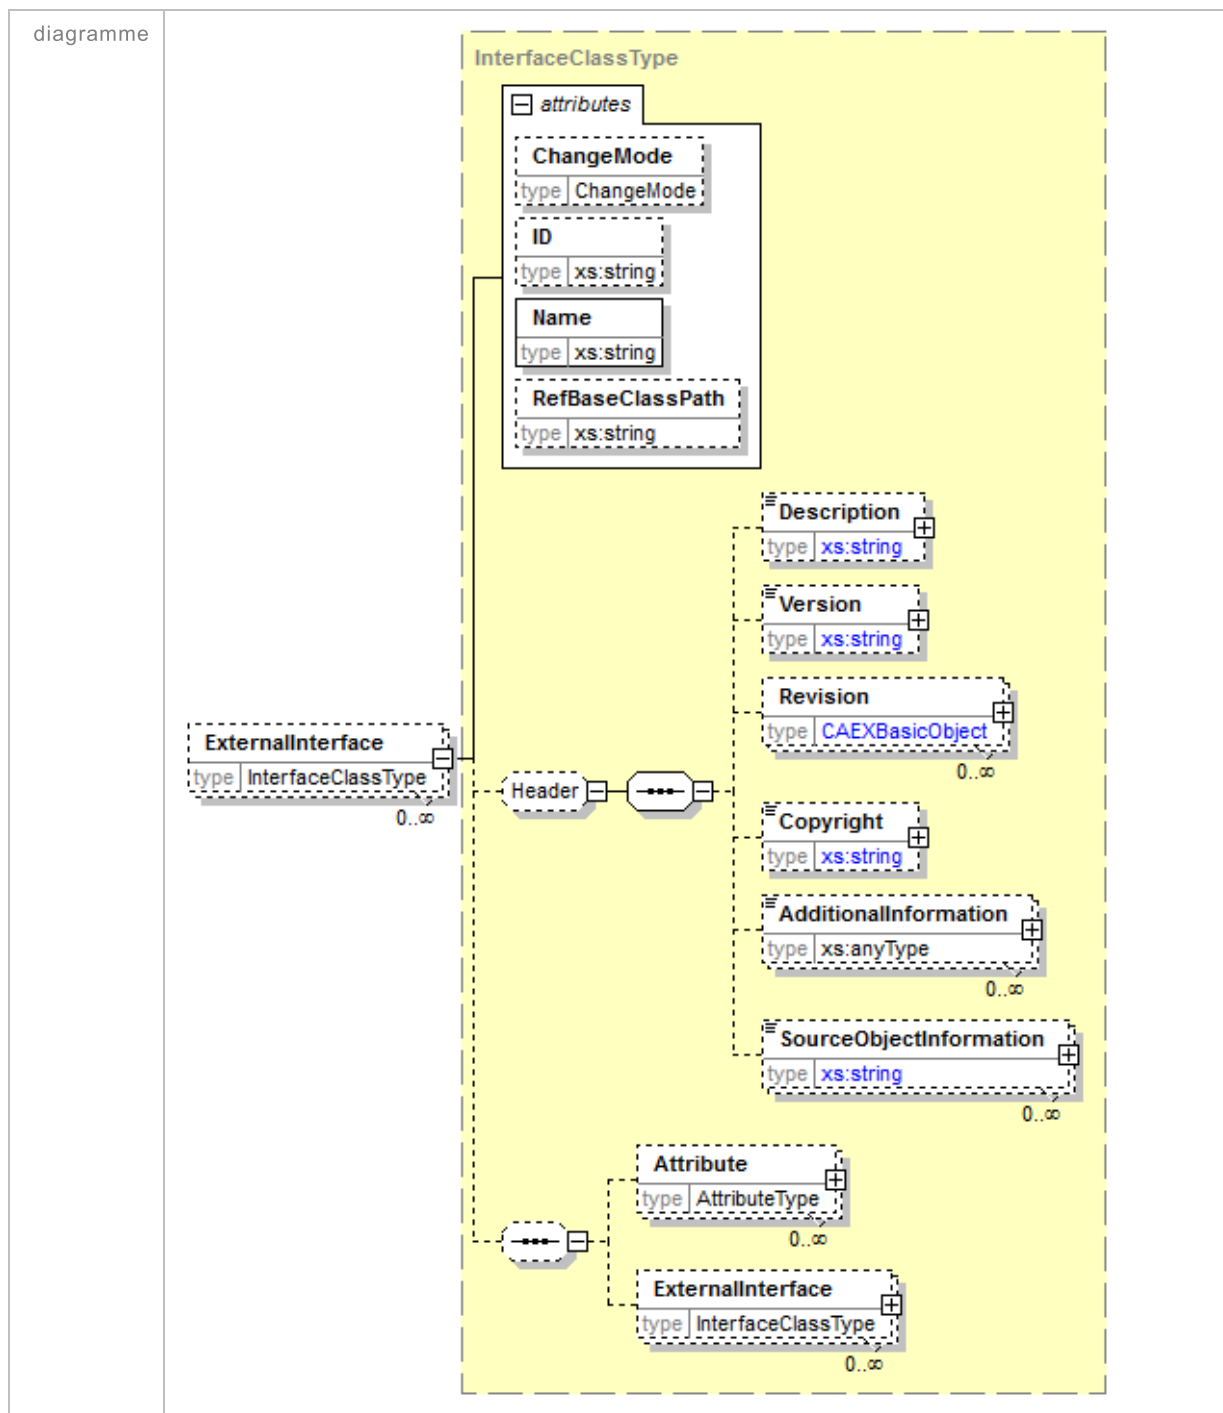 diagramme
InterfaceClassType
attributes
ChangeMode
type ChangeMode
ID
type xs:string
Name
type xs:string
RefBaseClassPath
type xs:string
Description
type xs:string
Version
type xs:string
Revision
type CAEXBasicObject
0..∞
ExternalInterface
type InterfaceClassType
0..∞
Header
Copyright
type xs:string
AdditionalInformation
type xs:anyType
0..∞
SourceObjectInformation
type xs:string
0..∞
Attribute
type AttributeType
0..∞
ExternalInterface
type InterfaceClassType
0..∞